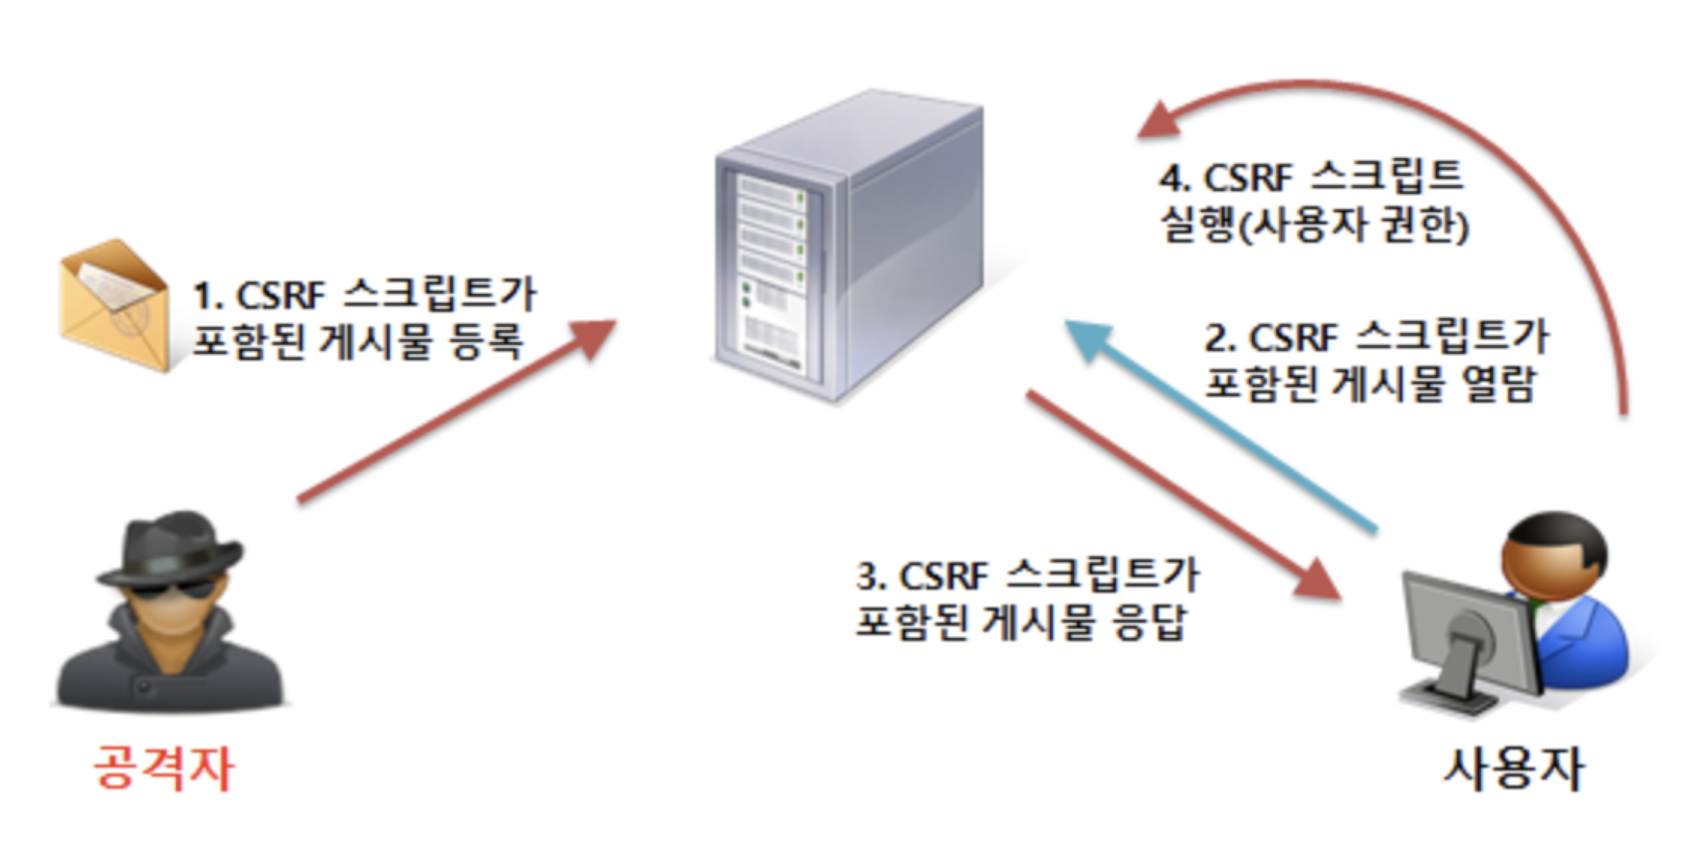 1. CSRF 스크립트가
포함된 게시물 등록
4. CSRF 스크립트
실행(사용자 권한)
2. CSRF 스크립트가
포함된 게시물 열람
3. CSRF 스크립트가
포함된 게시물 응답
공격자
사용자